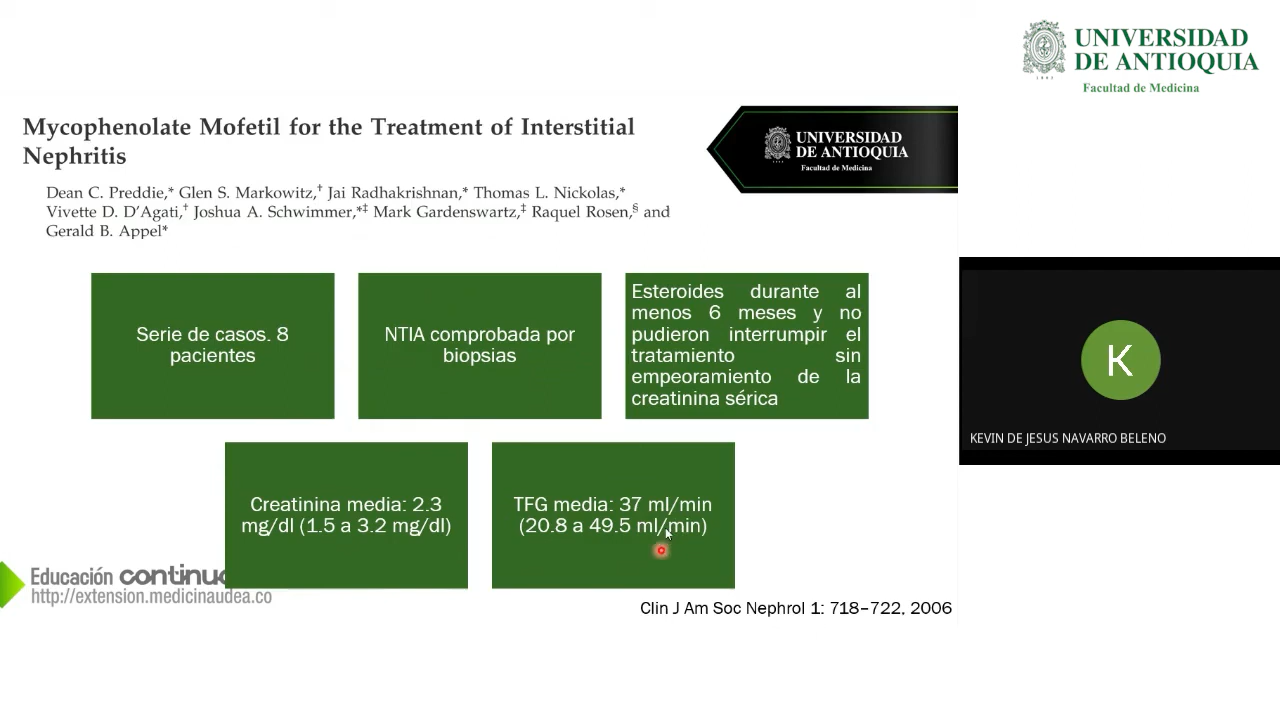 UNIVERSIDAD
DE ANTIOQUIA
Facultad de Medicina
Mycophenolate Mofetil for the Treatment of Interstitial
Nephritis
UNIVERSIDAD
DE ANTIOQUIA
Facultad de Medicina
Dean C. Preddie,* Glen S. Markowitz,† Jai Radhakrishnan,* Thomas L. Nickolas,*
Vivette D. D'Agati,† Joshua A. Schwimmer,*‡ Mark Gardenswartz,‡ Raquel Rosen,§ and
Gerald B. Appel*
Serie de casos. 8
pacientes
NTIA comprobada por
biopsias
Esteroides durante al
menos 6 meses y no
pudieron interrumpir el
tratamiento sin
empeoramiento de la
creatinina sérica
K
KEVIN DE JESUS NAVARRO BELENO
Creatinina media: 2.3
mg/dl (1.5 a 3.2 mg/dl)
TFG media: 37 ml/min
(20.8 a 49.5 ml/min)
Educación continu
http://extension.medicinaudea.co
Clin J Am Soc Nephrol 1: 718–722, 2006